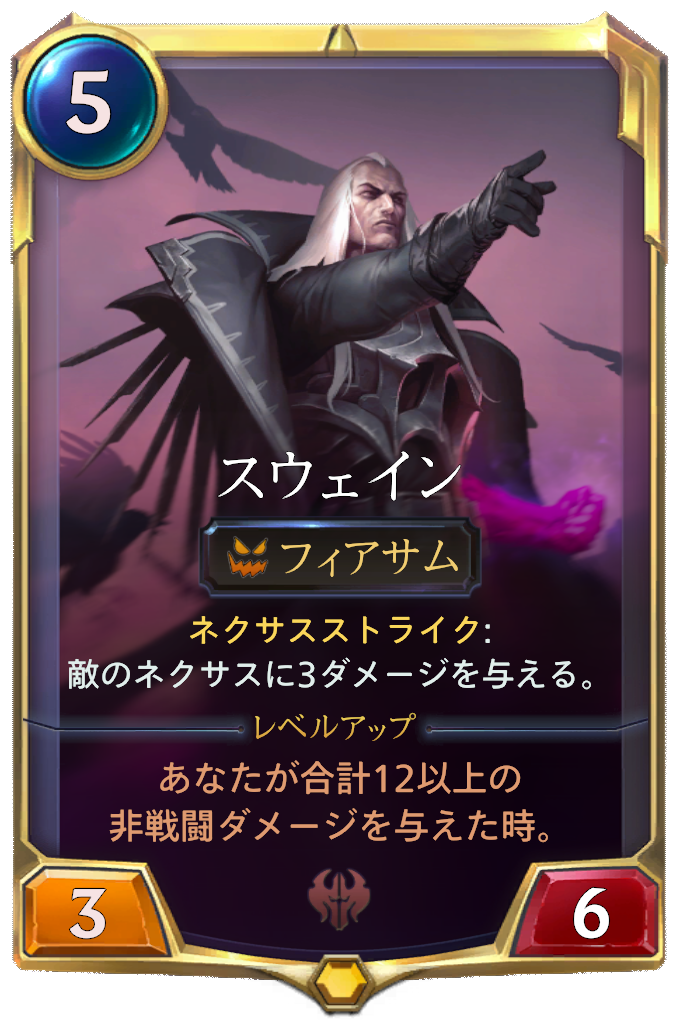 5
スウェイン
フィアサム
ネクサスストライク:
敵のネクサスに3ダメージを与える。
レベルアップ
あなたが合計12以上の
非戦闘ダメージを与えた時。
3
6